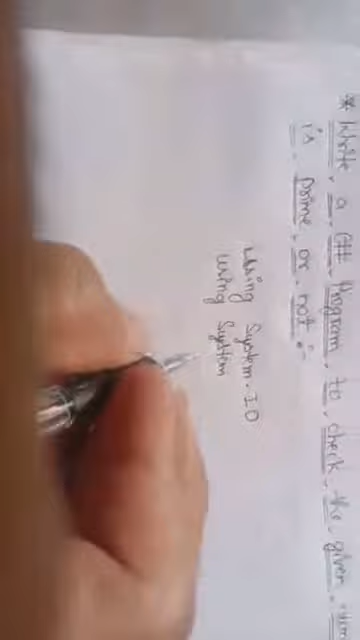 * Write a C# Program to check the given
is prime or not :-
using System.IO
using System